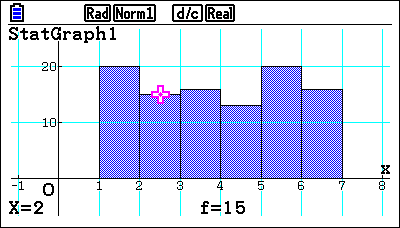 Rad Norm1 d/c Real
StatGraph1
20
10
x
-1 O 1 2 3 4 5 6 7 8
X=2 f=15